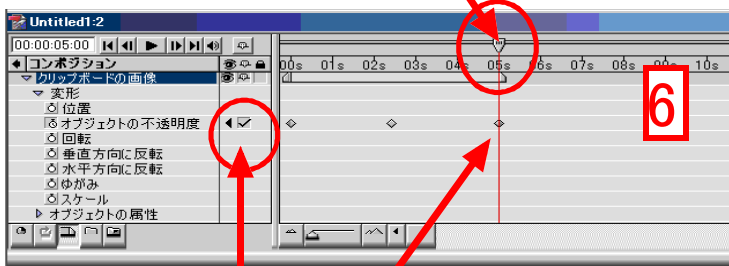 Untitled1:2
00:00:05:00
コンポジション
00s 01s 02s 03s 04s 05s 06s 07s 08s 09s 10s
クリップボードの画像
変形
位置
オブジェクトの不透明度
回転
垂直方向に反転
水平方向に反転
ゆがみ
スケール
オブジェクトの属性
6